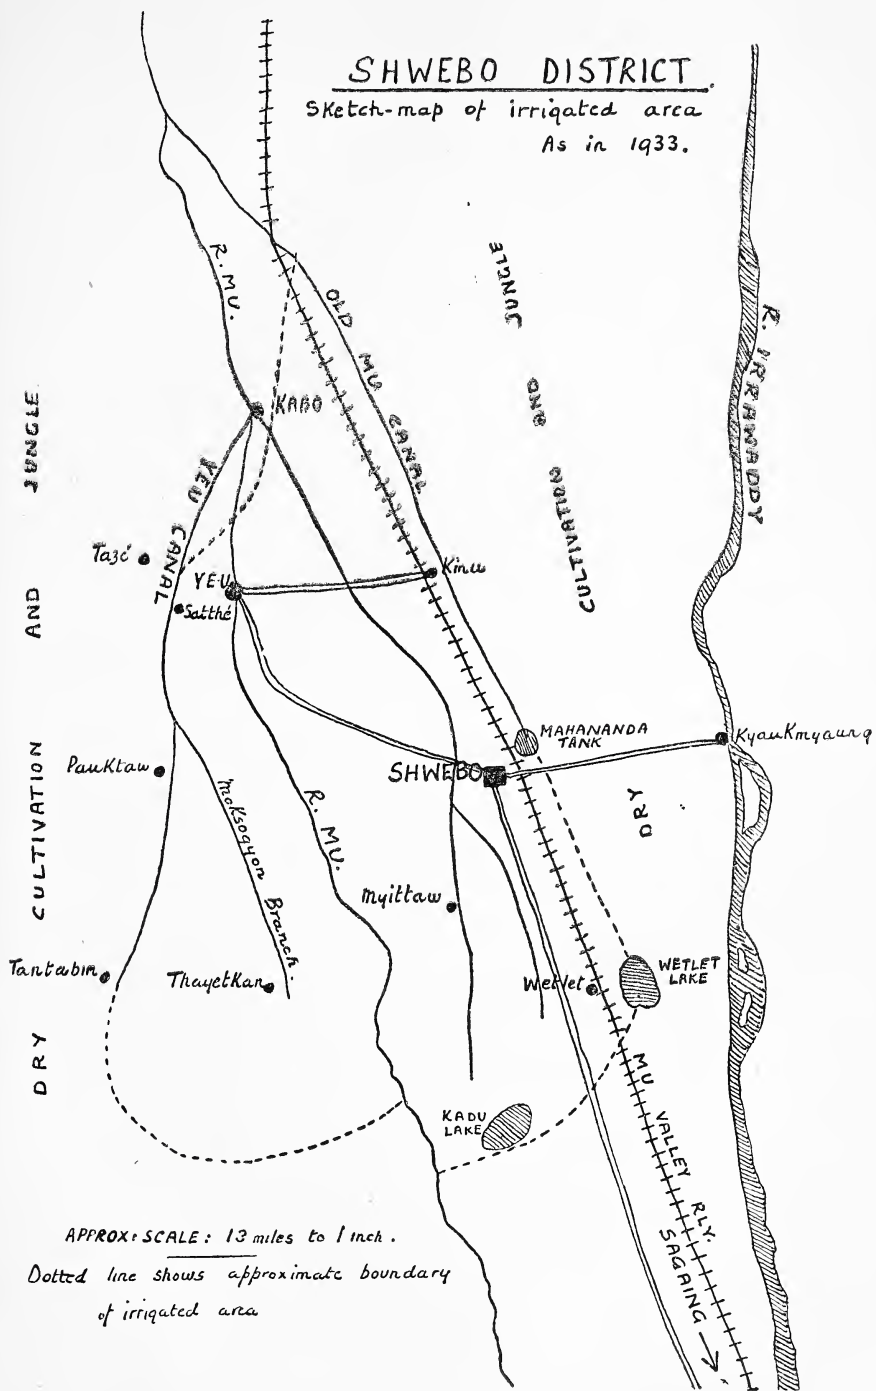 SHWEBO DISTRICT.
Sketch-map of irrigated area
As in 1933.
R. MU.
OLD MU CANAL
JUNGLE AND CULTIVATION DRY
R. IRRAWADDY
KABO
YEU CANAL
DRY CULTIVATION AND JUNGLE
Tazé
YEU
Satthé
Kinu
MAHANANDA
TANK
Kyaukmyaung
SHWEBO
Pauktaw
Moksogyon Branch.
R. MU.
Myittaw
Tantabin
Thayetkan
Wetlet
WETLET
LAKE
KADU
LAKE
MU VALLEY RLY.
SAGAING
APPROX: SCALE: 13 miles to 1 inch.
Dotted line shows approximate boundary
of irrigated area